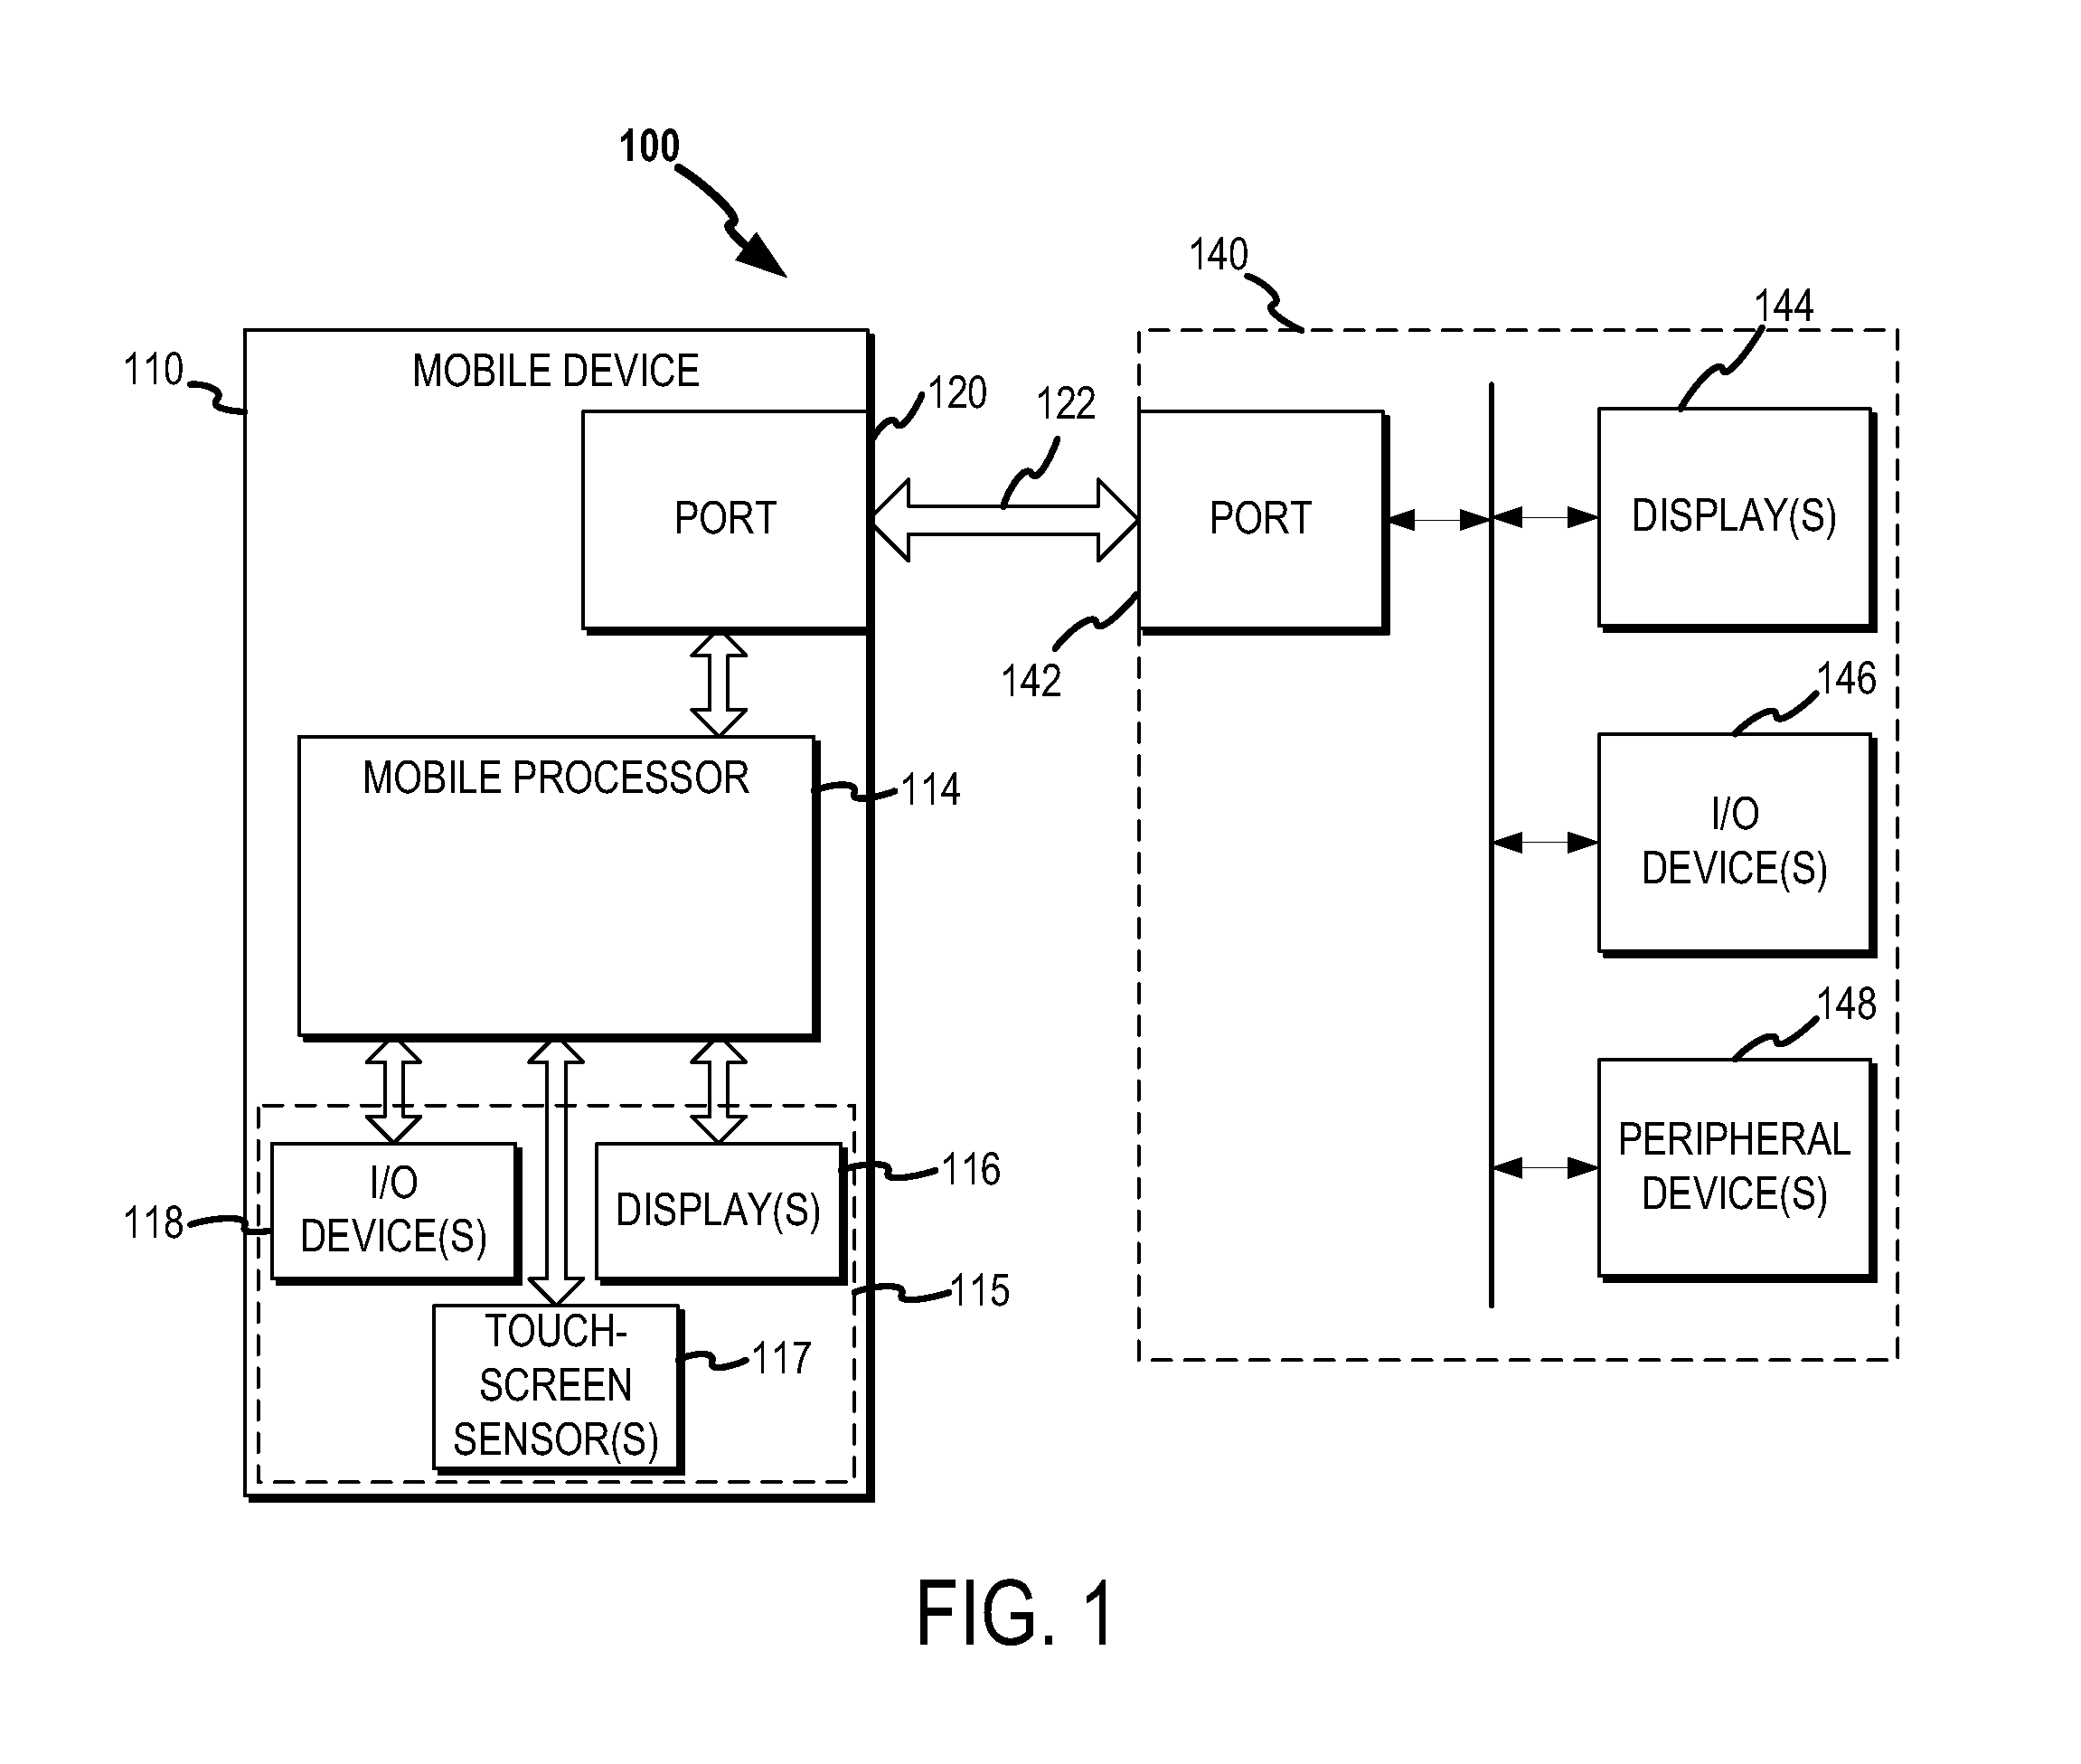 100
140
144
110
MOBILE DEVICE
120
122
PORT
PORT
DISPLAY(S)
142
146
MOBILE PROCESSOR
114
I/O
DEVICE(S)
148
PERIPHERAL
DEVICE(S)
118
I/O
DEVICE(S)
DISPLAY(S)
116
115
TOUCH-
SCREEN
SENSOR(S)
117
FIG. 1